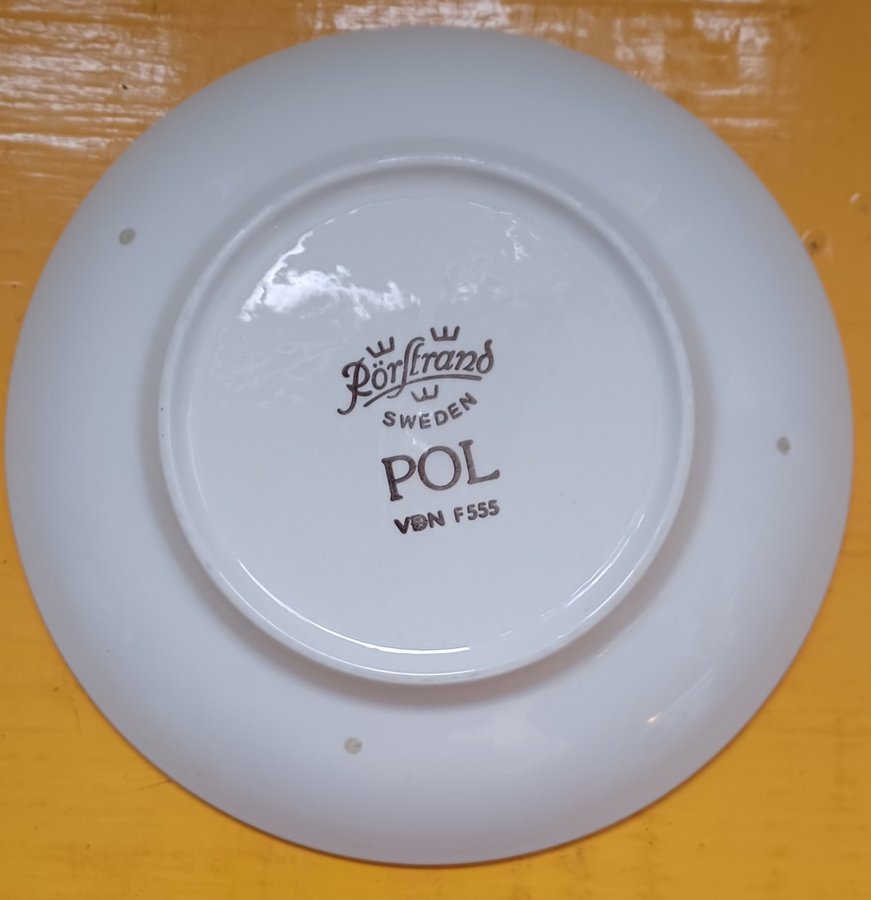 Rörstrand
SWEDEN
POL
VDN F555